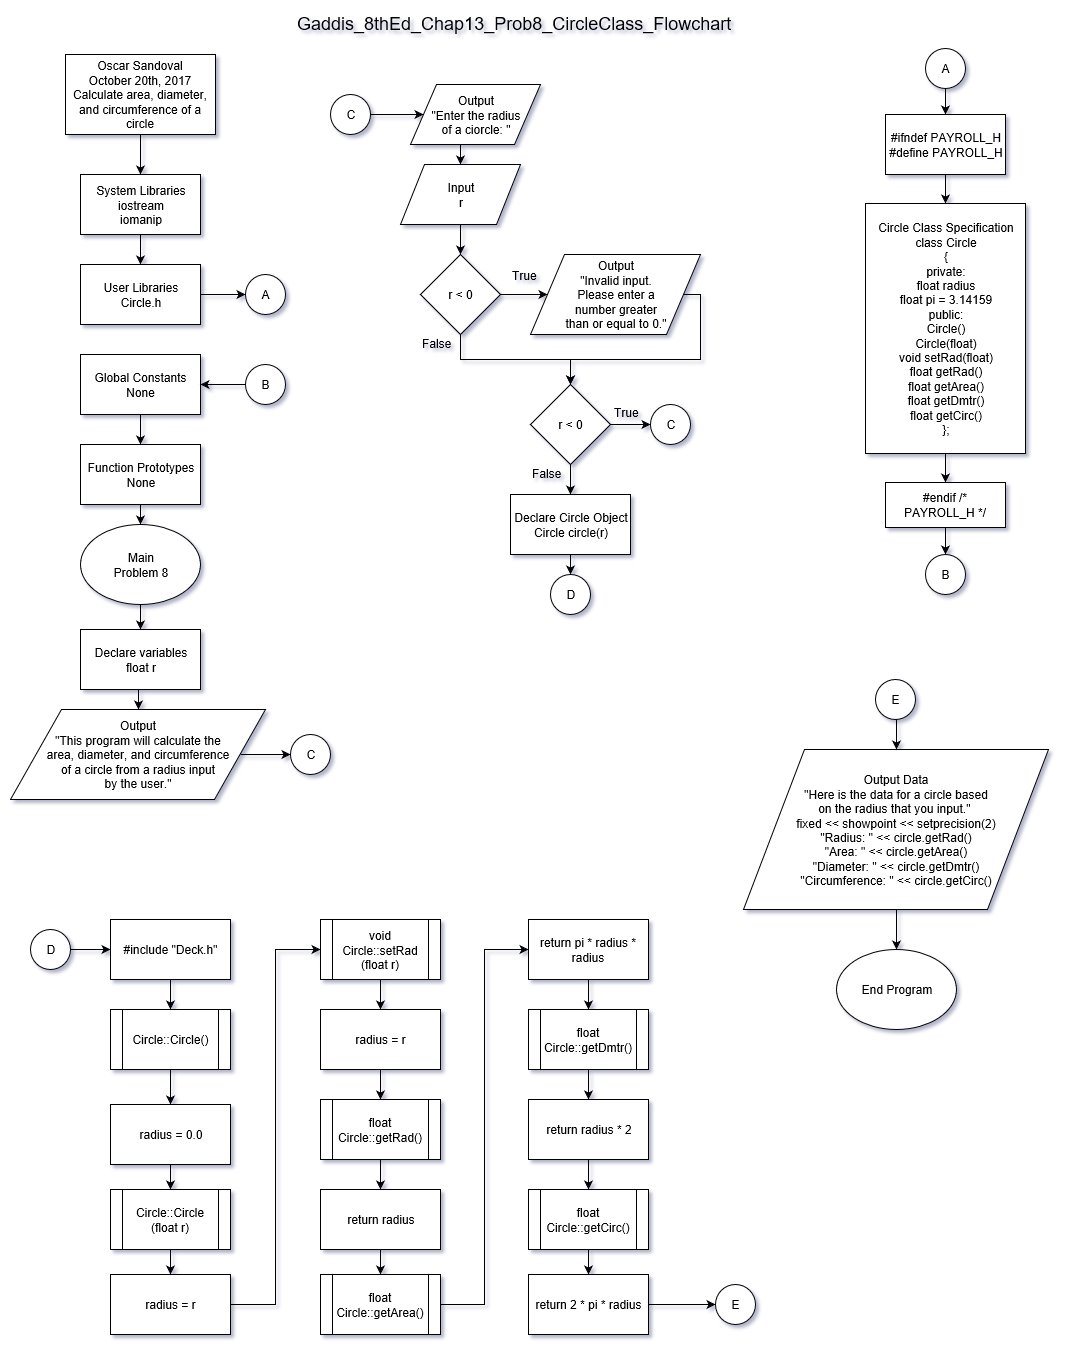 Gaddis_8thEd_Chap13_Prob8_CircleClass_Flowchart
Oscar Sandoval
October 20th, 2017
Calculate area, diameter,
and circumference of a
circle
System Libraries
iostream
iomanip
User Libraries
Circle.h
A
Global Constants
None
B
Function Prototypes
None
Main
Problem 8
Declare variables
float r
Output
"This program will calculate the
area, diameter, and circumference
of a circle from a radius input
by the user."
C
C
Output
"Enter the radius
of a ciorcle: "
Input
r
r < 0
True
Output
"Invalid input.
Please enter a
number greater
than or equal to 0."
False
r < 0
True
C
False
Declare Circle Object
Circle circle(r)
D
A
#ifndef PAYROLL_H
#define PAYROLL_H
Circle Class Specification
class Circle
{
private:
float radius
float pi = 3.14159
public:
Circle()
Circle(float)
void setRad(float)
float getRad()
float getArea()
float getDmtr()
float getCirc()
};
#endif /*
PAYROLL_H */
B
E
Output Data
"Here is the data for a circle based
on the radius that you input."
fixed << showpoint << setprecision(2)
"Radius: " << circle.getRad()
"Area: " << circle.getArea()
"Diameter: " << circle.getDmtr()
"Circumference: " << circle.getCirc()
End Program
D
#include "Deck.h"
Circle::Circle()
radius = 0.0
Circle::Circle
(float r)
radius = r
void
Circle::setRad
(float r)
radius = r
float
Circle::getRad()
return radius
float
Circle::getArea()
return pi * radius *
radius
float
Circle::getDmtr()
return radius * 2
float
Circle::getCirc()
return 2 * pi * radius
E